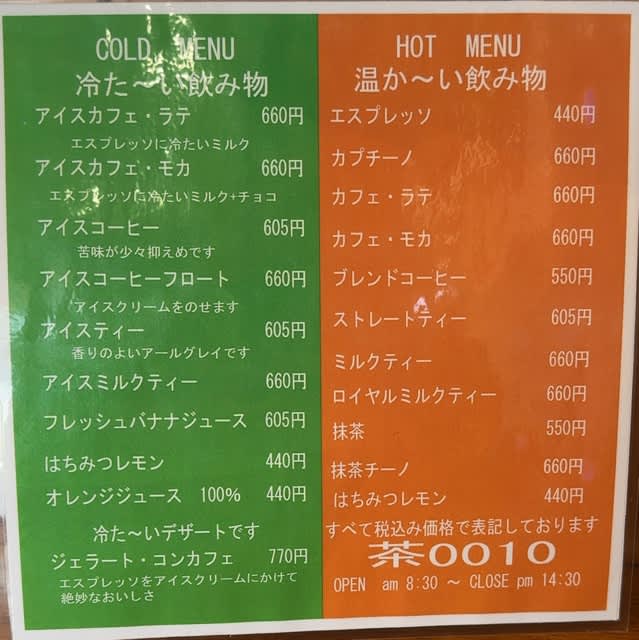 COLD MENU
冷た～い飲み物
アイスカフェ・ラテ 660円
エスプレッソに冷たいミルク
アイスカフェ・モカ 660円
エスプレッソに冷たいミルク+チョコ
アイスコーヒー 605円
苦味が少々抑えめです
アイスコーヒーフロート 660円
アイスクリームをのせます
アイスティー 605円
香りのよいアールグレイです
アイスミルクティー 660円
フレッシュバナナジュース 605円
はちみつレモン 440円
オレンジジュース 100% 440円
冷た～いデザートです
ジェラート・コンカフェ 770円
エスプレッソをアイスクリームにかけて
絶妙なおいしさ
HOT MENU
温か～い飲み物
エスプレッソ 440円
カプチーノ 660円
カフェ・ラテ 660円
カフェ・モカ 660円
ブレンドコーヒー 550円
ストレートティー 605円
ミルクティー 660円
ロイヤルミルクティー 660円
抹茶 550円
抹茶チーノ 660円
はちみつレモン 440円
すべて税込み価格で表記しております
茶0010
OPEN am 8:30 ～ CLOSE pm 14:30